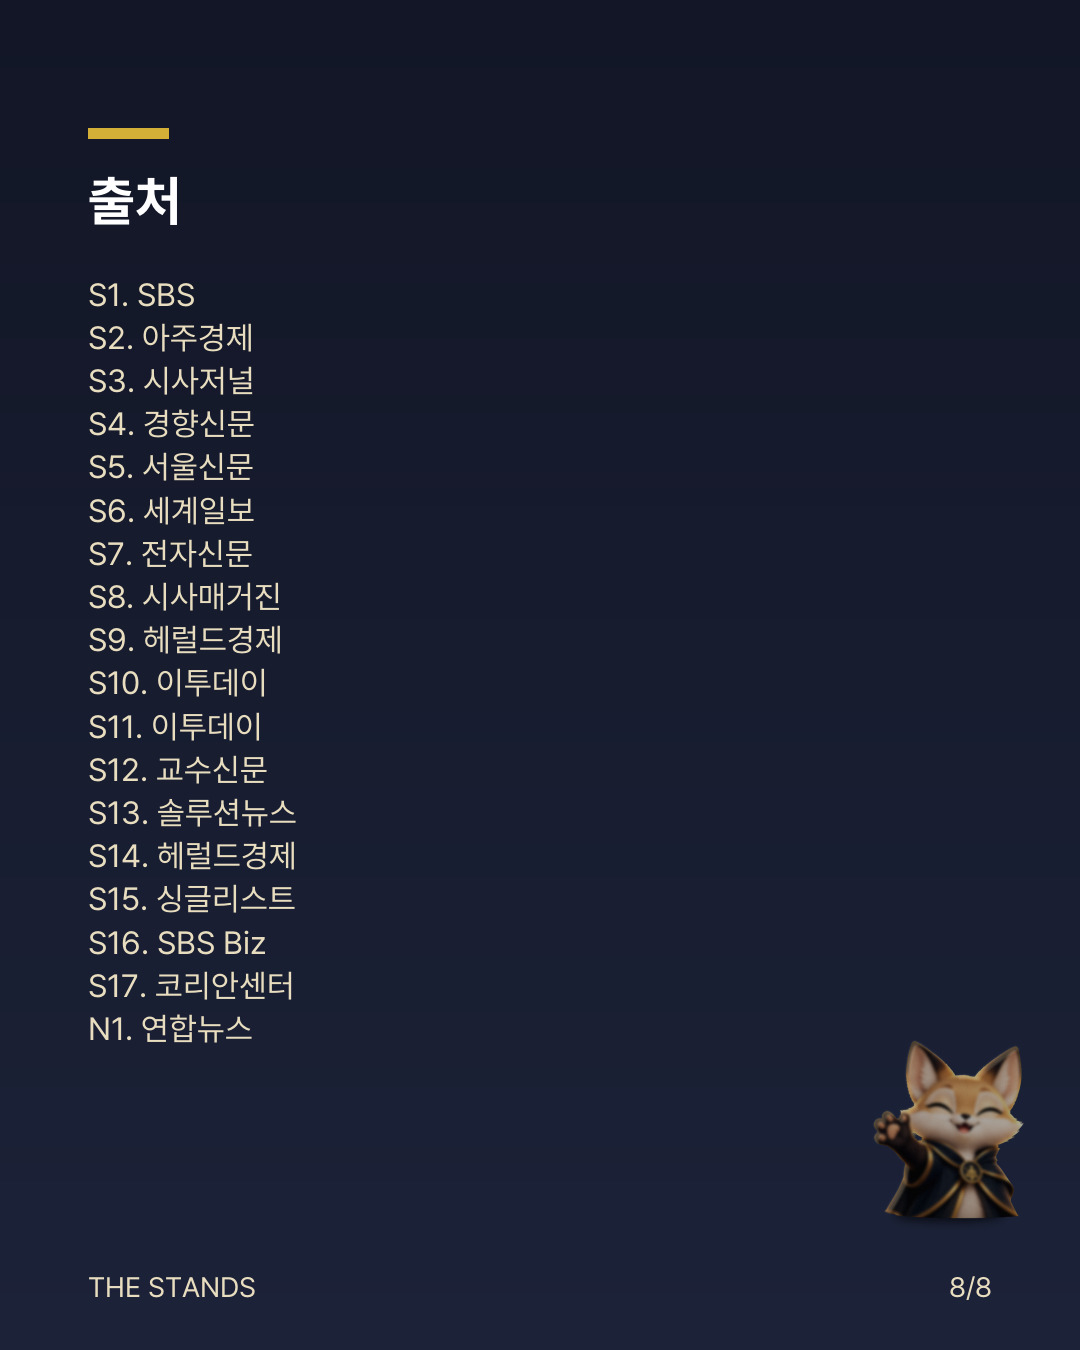 출처
S1. SBS
S2. 아주경제
S3. 시사저널
S4. 경향신문
S5. 서울신문
S6. 세계일보
S7. 전자신문
S8. 시사매거진
S9. 헤럴드경제
S10. 이투데이
S11. 이투데이
S12. 교수신문
S13. 솔루션뉴스
S14. 헤럴드경제
S15. 싱글리스트
S16. SBS Biz
S17. 코리안센터
N1. 연합뉴스
THE STANDS
8/8